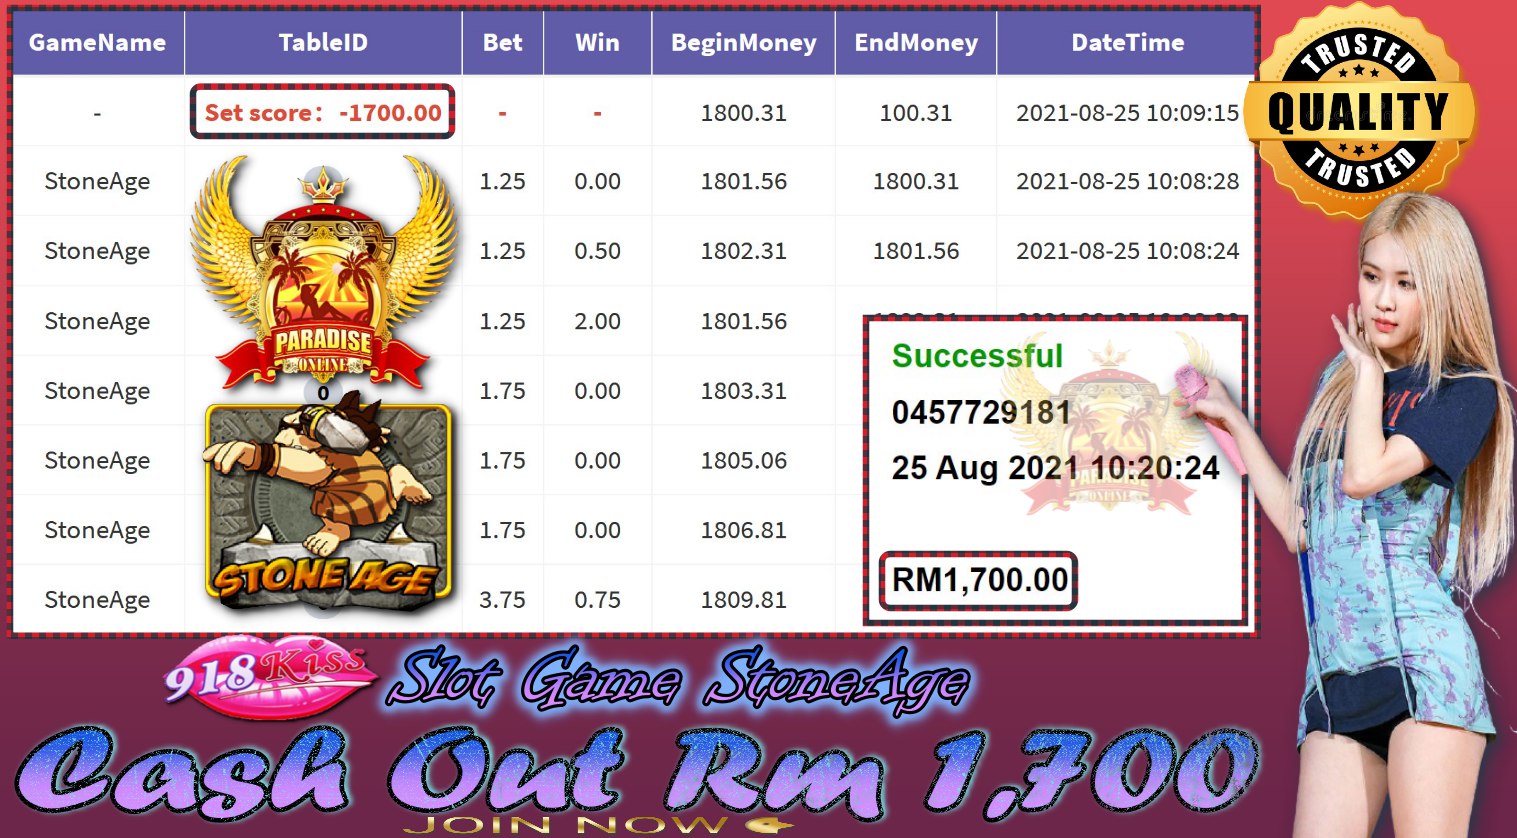 GameName TableID Bet Win BeginMoney EndMoney DateTime
- Set score: -1700.00 - - 1800.31 100.31 2021-08-25 10:09:15
StoneAge 1.25 0.00 1801.56 1800.31 2021-08-25 10:08:28
StoneAge 1.25 0.50 1802.31 1801.56 2021-08-25 10:08:24
StoneAge 1.25 2.00 1801.56
StoneAge 0 1.75 0.00 1803.31
StoneAge 1.75 0.00 1805.06
StoneAge 1.75 0.00 1806.81
StoneAge 3.75 0.75 1809.81
PARADISE
ONLINE
STONE AGE
Successful
0457729181
25 Aug 2021 10:20:24
RM1,700.00
PARADISE
ONLINE
TRUSTED
QUALITY
TRUSTED
918Kiss Slot Game StoneAge
Cash Out Rm 1,700
JOIN NOW